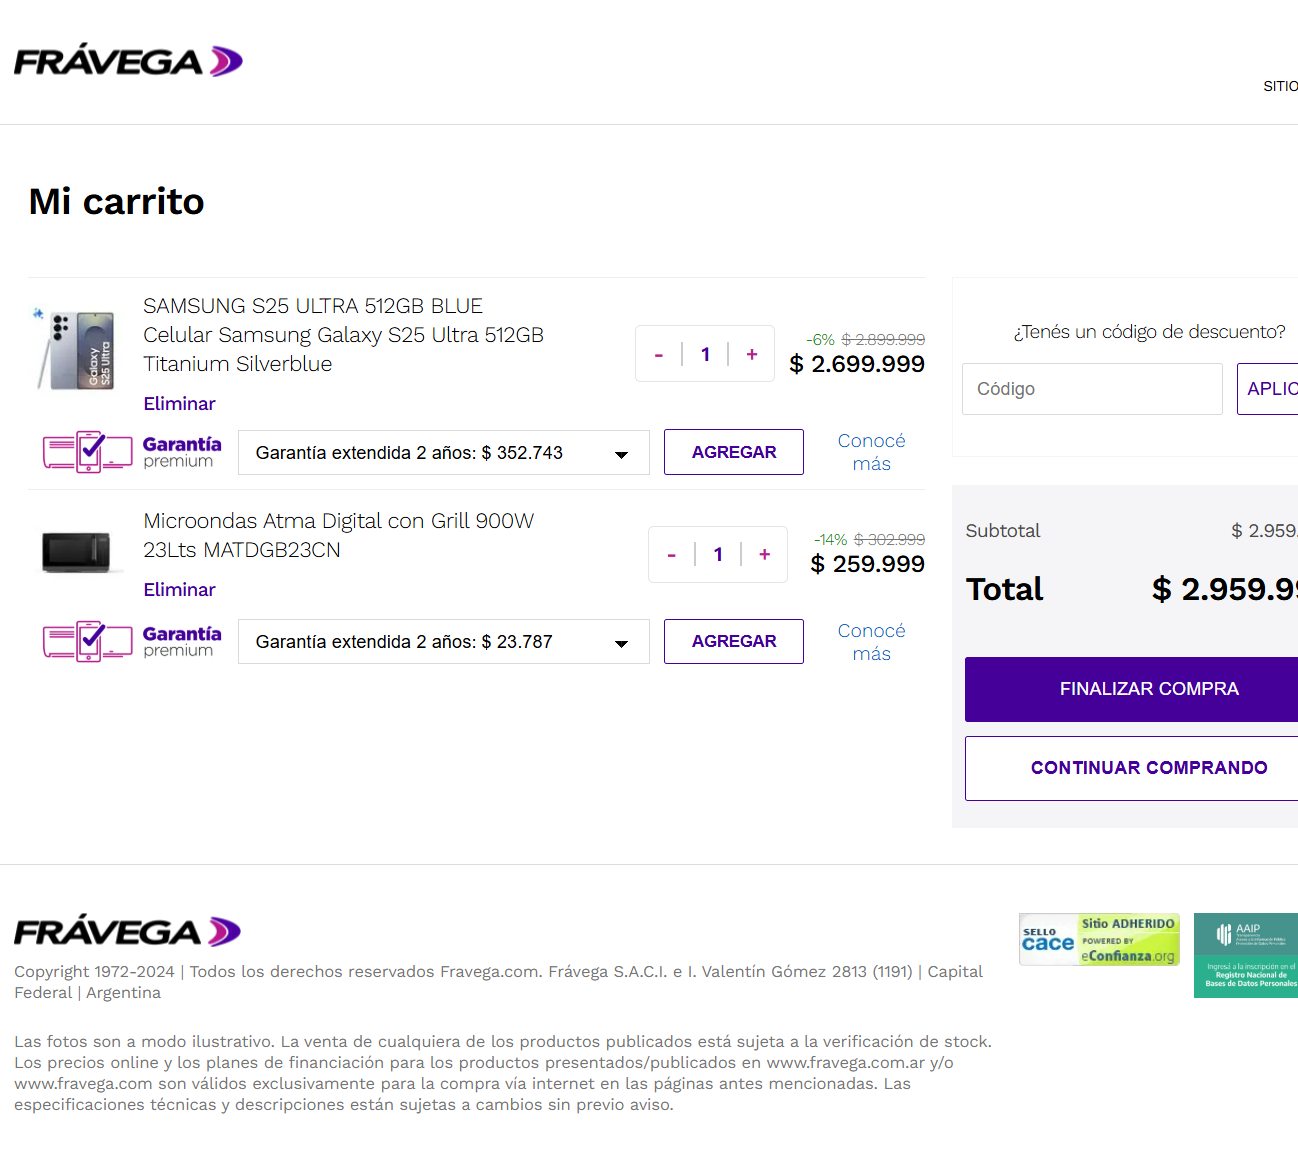 FRÁVEGA
SITIO
Mi carrito
SAMSUNG S25 ULTRA 512GB BLUE
Celular Samsung Galaxy S25 Ultra 512GB
Titanium Silverblue
Galaxy
S25 Ultra
Eliminar
- 1 +
-6% $ 2.899.999
$ 2.699.999
Garantía
premium
Garantía extendida 2 años: $ 352.743
AGREGAR
Conocé
más
Microondas Atma Digital con Grill 900W
23Lts MATDGB23CN
Eliminar
- 1 +
-14% $ 302.999
$ 259.999
Garantía
premium
Garantía extendida 2 años: $ 23.787
AGREGAR
Conocé
más
¿Tenés un código de descuento?
Código
APLIC
Subtotal $ 2.959.
Total $ 2.959.99
FINALIZAR COMPRA
CONTINUAR COMPRANDO
FRÁVEGA
Copyright 1972-2024 | Todos los derechos reservados Fravega.com. Frávega S.A.C.I. e I. Valentín Gómez 2813 (1191) | Capital
Federal | Argentina
Las fotos son a modo ilustrativo. La venta de cualquiera de los productos publicados está sujeta a la verificación de stock.
Los precios online y los planes de financiación para los productos presentados/publicados en www.fravega.com.ar y/o
www.fravega.com son válidos exclusivamente para la compra vía internet en las páginas antes mencionadas. Las
especificaciones técnicas y descripciones están sujetas a cambios sin previo aviso.
SELLO
cace
Sitio ADHERIDO
POWERED BY
eConfianza.org
AAIP
Ingresá a la inscripción en el
Registro Nacional de
Bases de Datos Personales